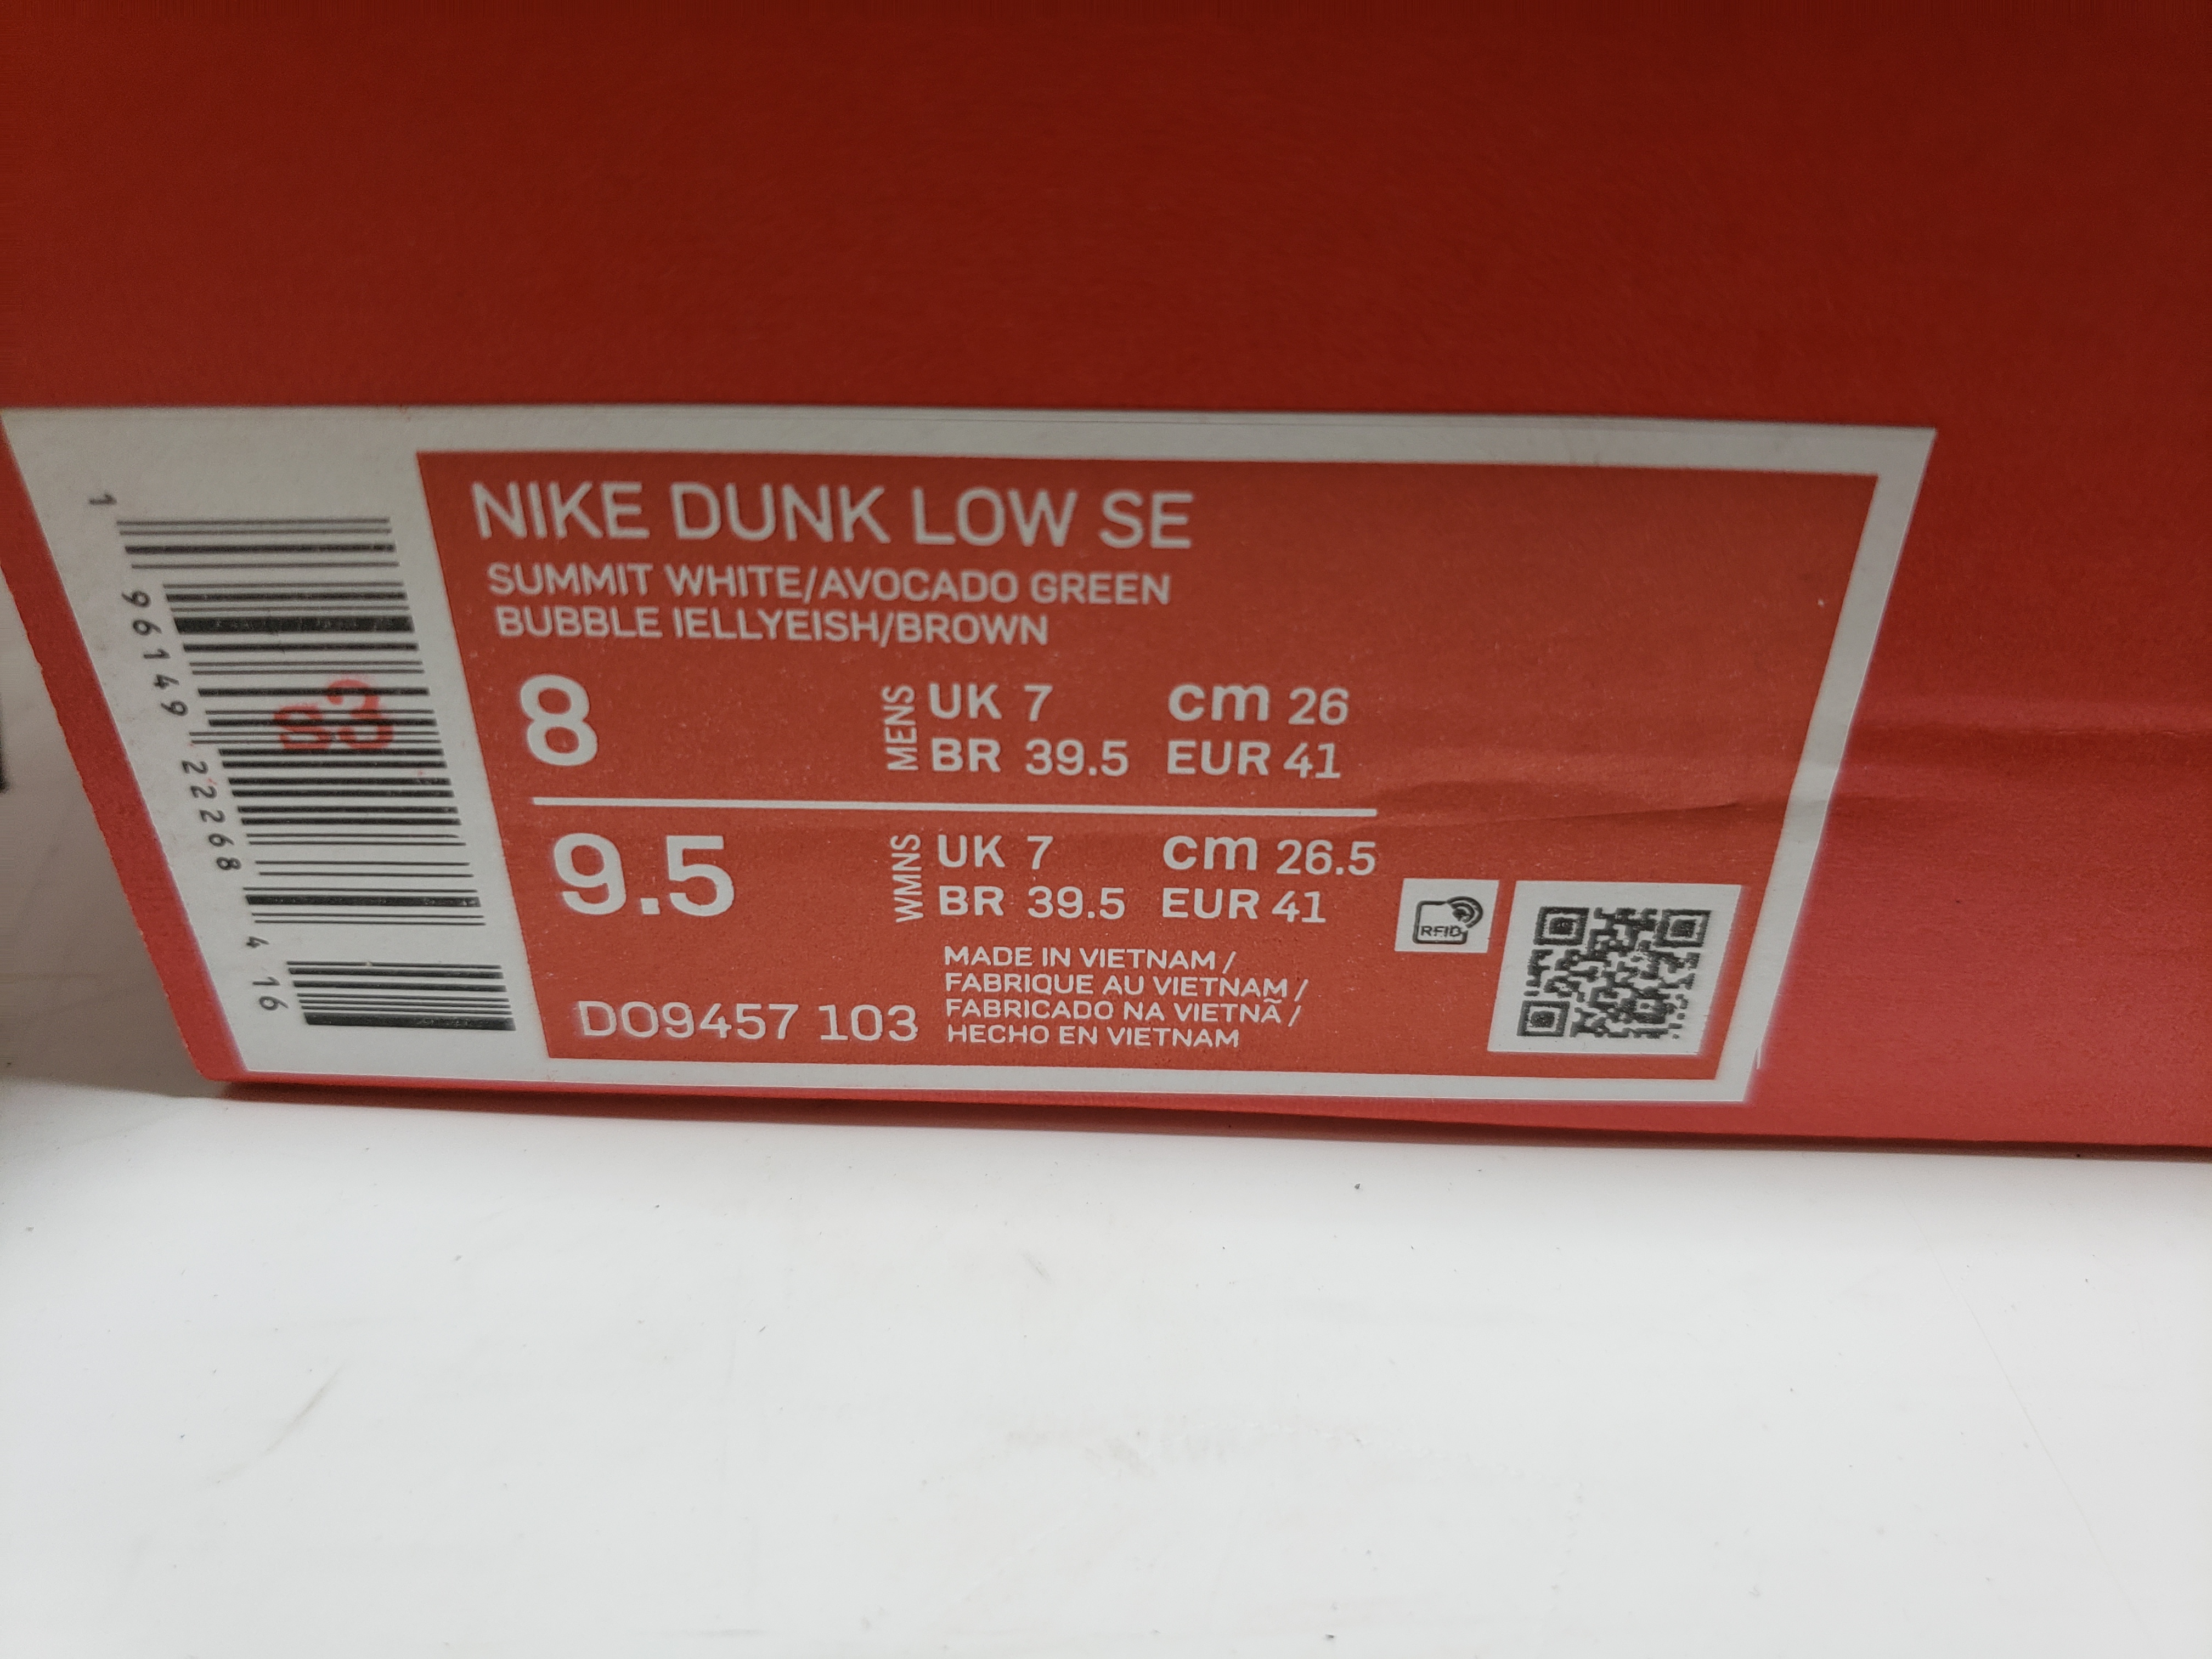 NIKE DUNK LOW SE
SUMMIT WHITE/AVOCADO GREEN
BUBBLE IELLYEISH/BROWN
8
MENS
UK 7 cm 26
BR 39.5 EUR 41
9.5
WMNS
UK 7 cm 26.5
BR 39.5 EUR 41
MADE IN VIETNAM /
FABRIQUE AU VIETNAM /
FABRICADO NA VIETNÃ /
HECHO EN VIETNAM
DO9457 103
RFID
1 96149 22268 4 16
s3